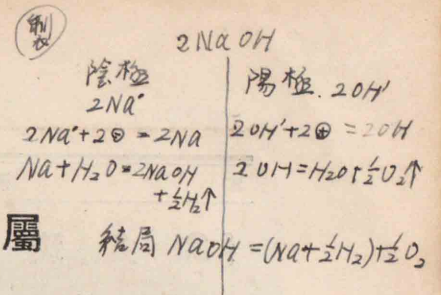 製
2NaOH
陰極
2Na˙
2Na˙+2⊖=2Na
Na+H₂O=2NaOH
+½H₂↑
陽極. 2OH'
2OH'+2⊕=2OH
2OH=H₂O+½O₂↑
屬
結局 NaOH=(Na+½H₂)+½O₂